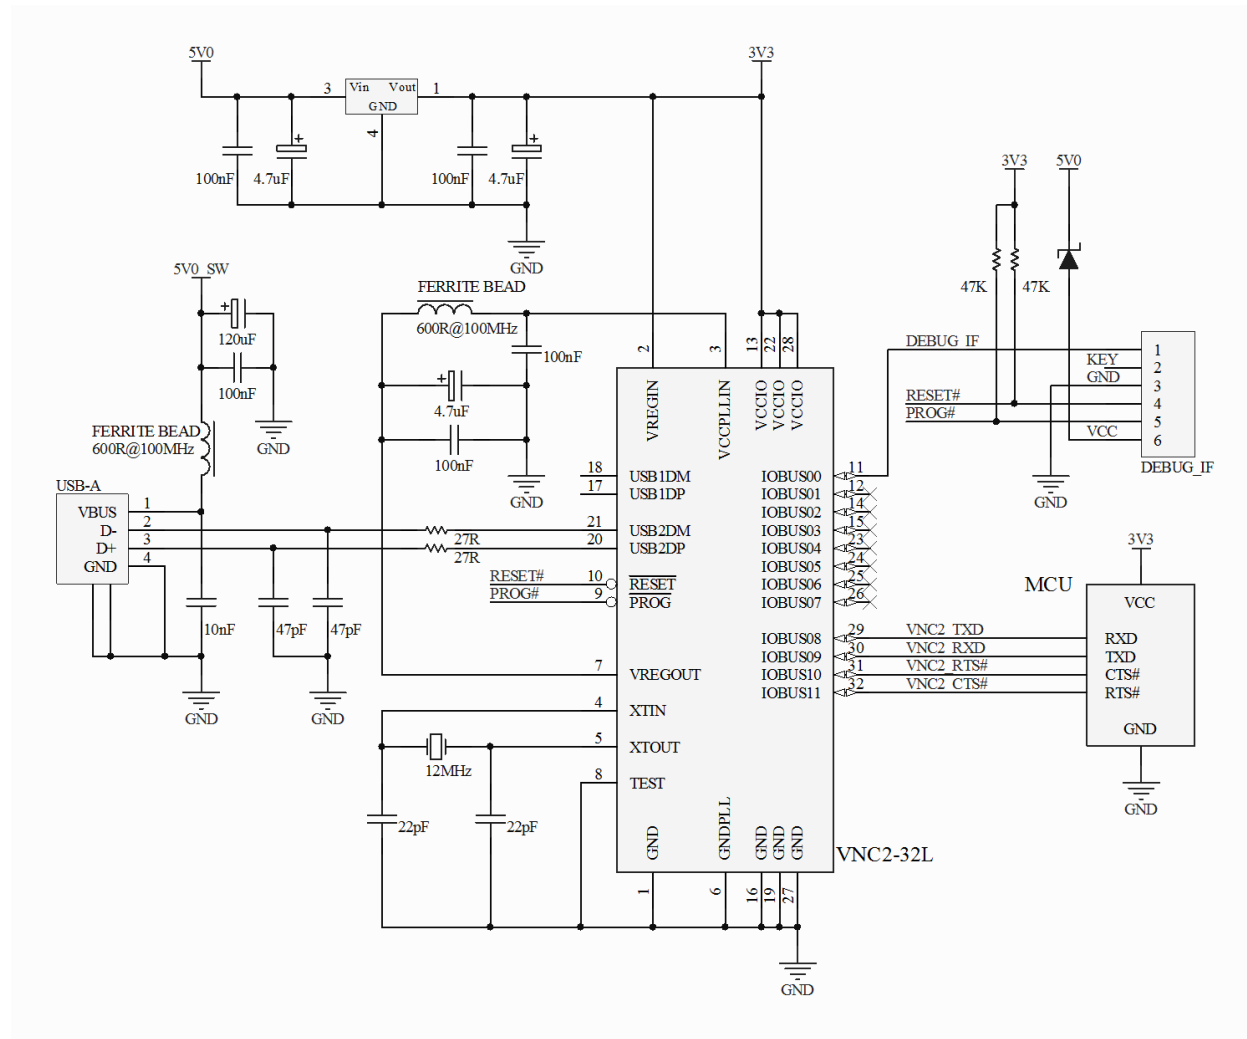 5V0
3V3
3 Vin Vout 1
GND
4
100nF 4.7uF + 100nF 4.7uF +
GND
3V3 5V0
47K 47K
5V0_SW
+
120uF
100nF
GND
FERRITE BEAD
600R@100MHz
FERRITE BEAD
600R@100MHz
100nF
+
4.7uF
100nF
GND
2 3 13 22 28
VREGIN VCCPLLIN VCCIO VCCIO VCCIO
DEBUG_IF 1
KEY 2
GND 3
RESET# 4
PROG# 5
VCC 6
DEBUG_IF
GND
USB-A
VBUS 1
D- 2
D+ 3
GND 4
27R
27R
10nF 47pF 47pF
GND GND
18 USB1DM
17 USB1DP
21 USB2DM
20 USB2DP
RESET# 10 RESET
PROG# 9 PROG
7 VREGOUT
4 XTIN
5 XTOUT
8 TEST
12MHz
22pF 22pF
IOBUS00 11
IOBUS01 12
IOBUS02 14
IOBUS03 15
IOBUS04 23
IOBUS05 24
IOBUS06 25
IOBUS07 26
IOBUS08 29 VNC2_TXD RXD
IOBUS09 30 VNC2_RXD TXD
IOBUS10 31 VNC2_RTS# CTS#
IOBUS11 32 VNC2_CTS# RTS#
3V3
MCU
VCC
GND
GND
GND GNDPLL GND GND GND
VNC2-32L
1 6 16 19 27
GND